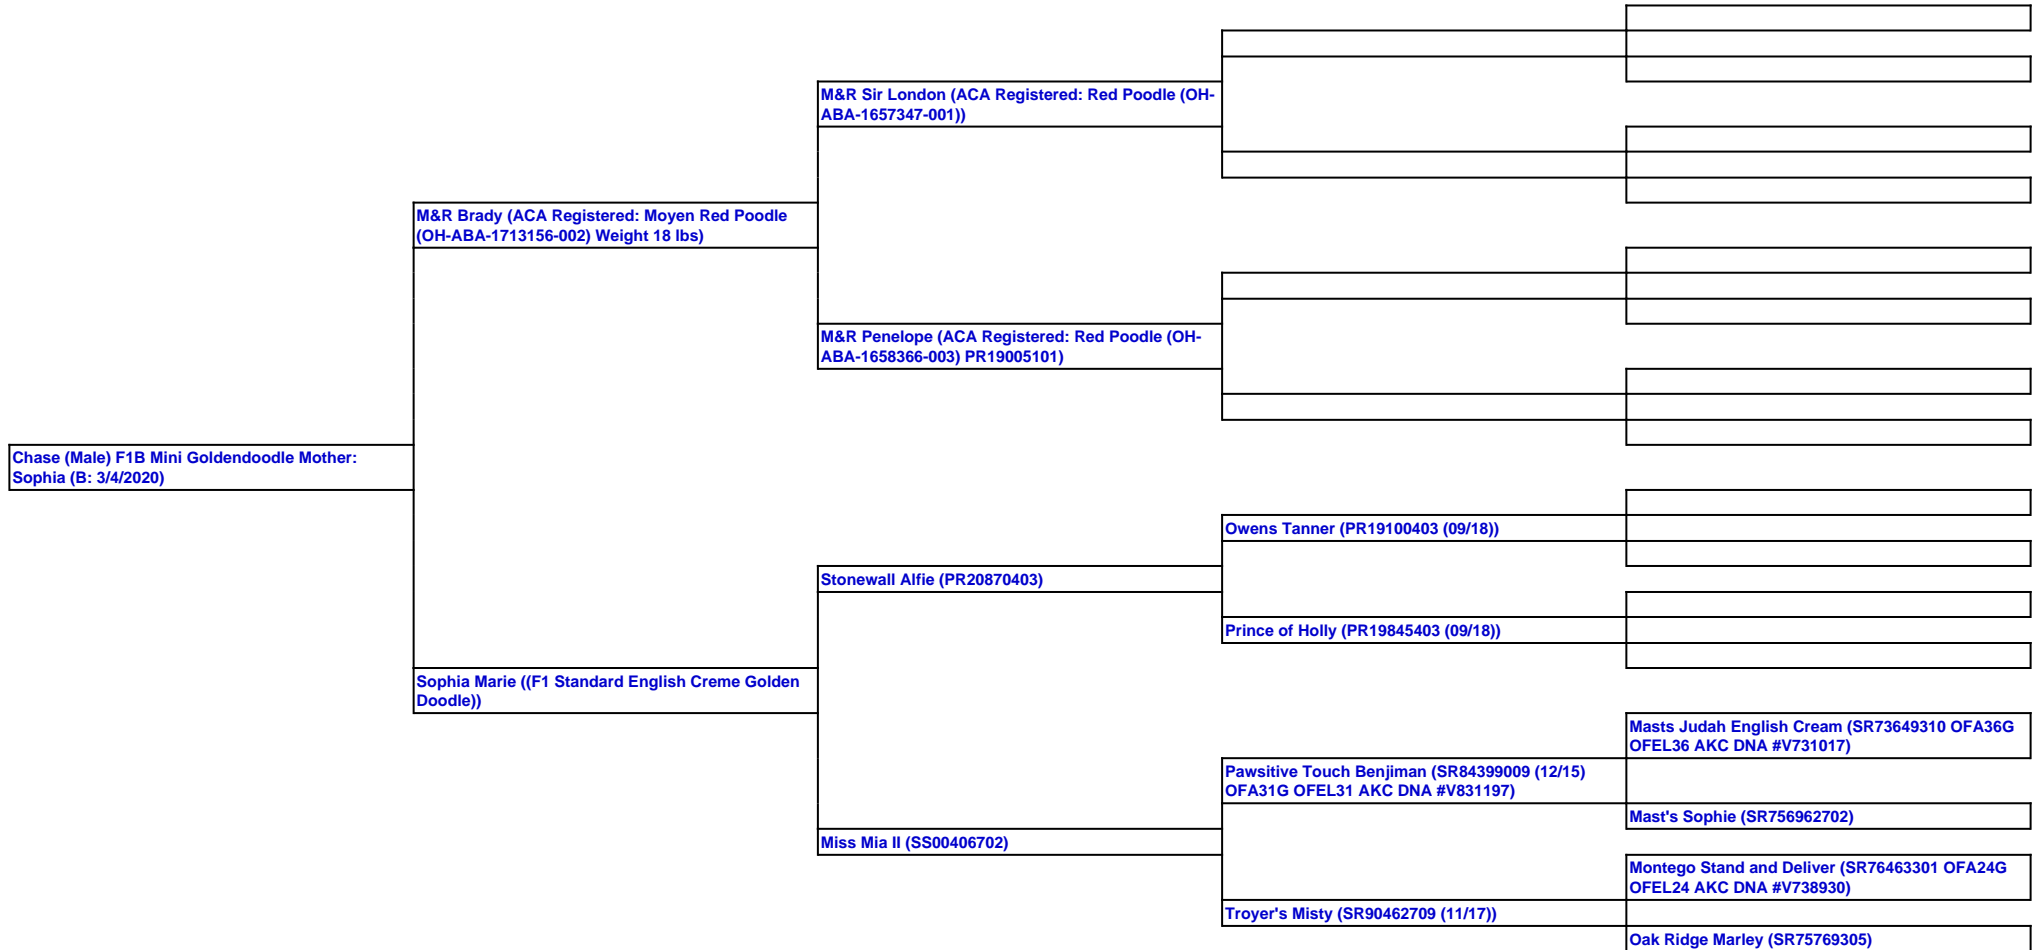 M&R Sir London (ACA Registered: Red Poodle (OH-
ABA-1657347-001))
M&R Brady (ACA Registered: Moyen Red Poodle
(OH-ABA-1713156-002) Weight 18 lbs)
M&R Penelope (ACA Registered: Red Poodle (OH-
ABA-1658366-003) PR19005101)
Chase (Male) F1B Mini Goldendoodle Mother:
Sophia (B: 3/4/2020)
Owens Tanner (PR19100403 (09/18))
Stonewall Alfie (PR20870403)
Prince of Holly (PR19845403 (09/18))
Sophia Marie ((F1 Standard English Creme Golden
Doodle))
Masts Judah English Cream (SR73649310 OFA36G
OFEL36 AKC DNA #V731017)
Pawsitive Touch Benjiman (SR84399009 (12/15)
OFA31G OFEL31 AKC DNA #V831197)
Mast's Sophie (SR756962702)
Miss Mia II (SS00406702)
Montego Stand and Deliver (SR76463301 OFA24G
OFEL24 AKC DNA #V738930)
Troyer's Misty (SR90462709 (11/17))
Oak Ridge Marley (SR75769305)